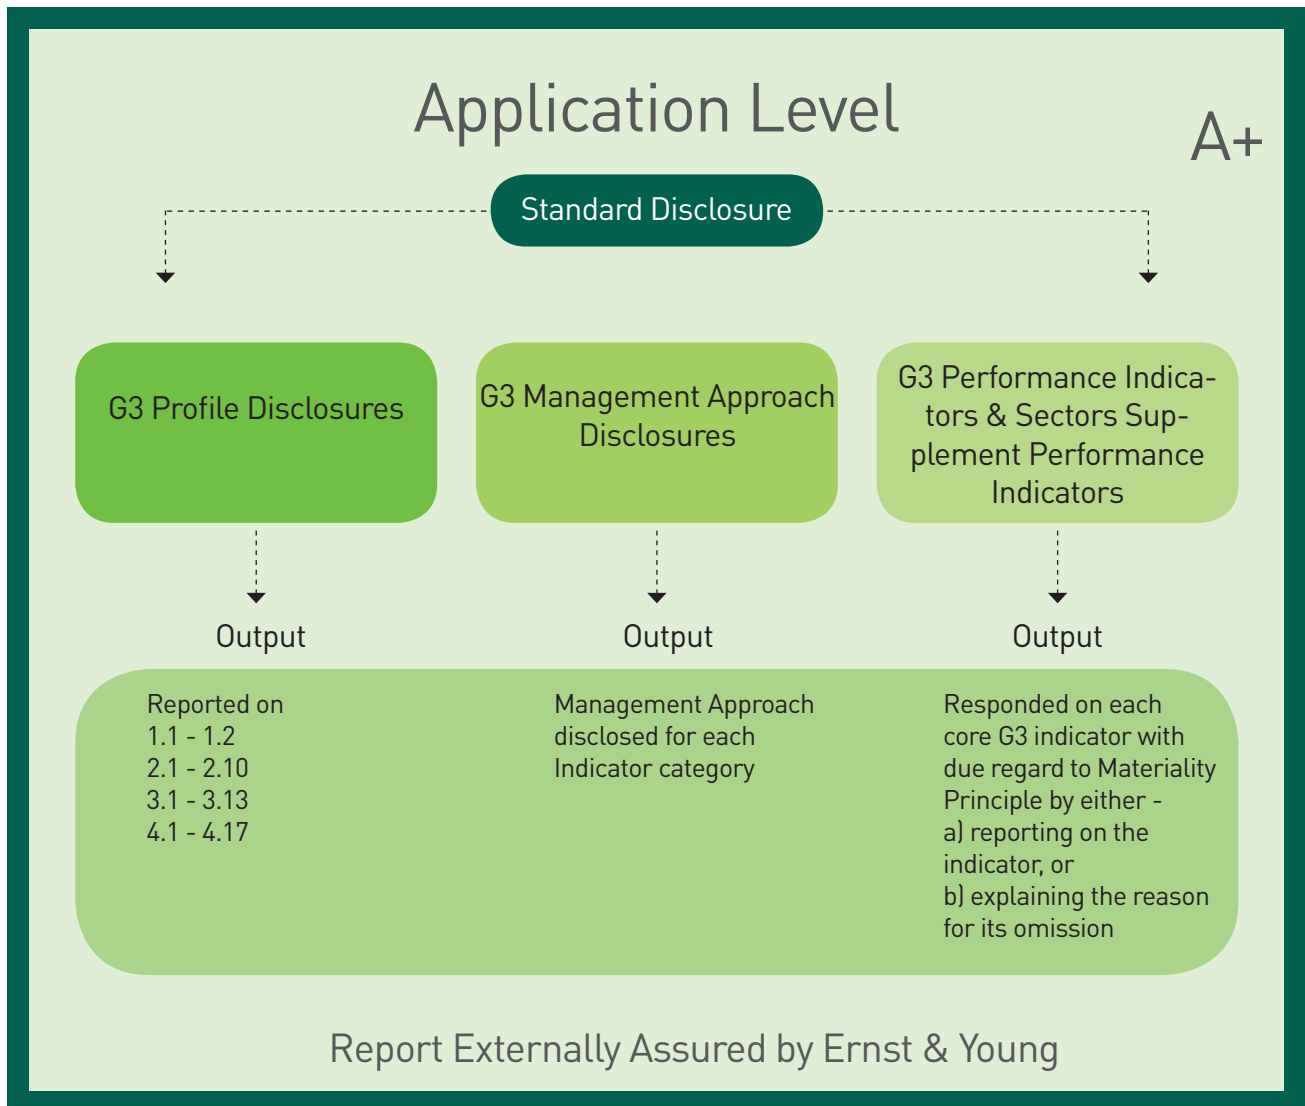 Application Level
A+
Standard Disclosure
G3 Profile Disclosures
G3 Management Approach
Disclosures
G3 Performance Indica-
tors & Sectors Sup-
plement Performance
Indicators
Output
Output
Output
Reported on
1.1 - 1.2
2.1 - 2.10
3.1 - 3.13
4.1 - 4.17
Management Approach
disclosed for each
Indicator category
Responded on each
core G3 indicator with
due regard to Materiality
Principle by either -
a) reporting on the
indicator, or
b) explaining the reason
for its omission
Report Externally Assured by Ernst & Young